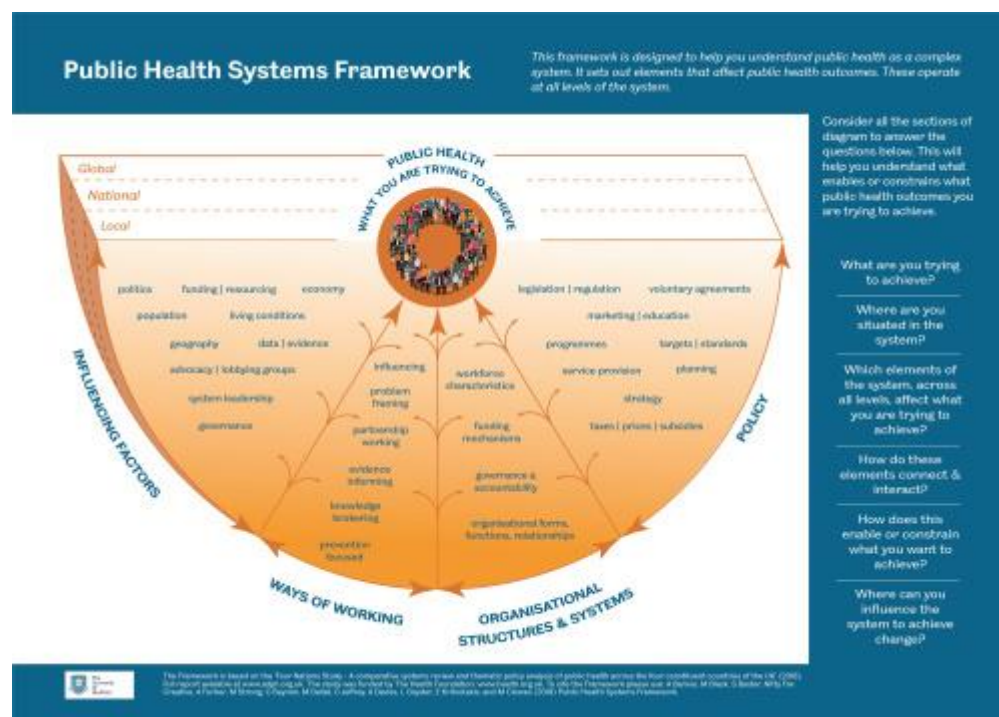 Public Health Systems Framework
This framework is designed to help you understand public health as a complex
system. It sets out elements that affect public health outcomes. These operate
at all levels of the system.
Consider all the sections of
diagram to answer the
questions below. This will
help you understand what
enables or constrains what
public health outcomes you
are trying to achieve.
PUBLIC HEALTH
WHAT YOU ARE TRYING TO ACHIEVE
Global
National
Local
politics funding | resourcing economy
population living conditions
geography data | evidence
advocacy | lobbying groups
system leadership
governance
INFLUENCING FACTORS
influencing
problem
framing
partnership
working
evidence
informing
knowledge
brokering
prevention
focused
WAYS OF WORKING
workforce
characteristics
funding
mechanisms
governance &
accountability
organisational forms,
functions, relationships
ORGANISATIONAL
STRUCTURES & SYSTEMS
legislation | regulation voluntary agreements
marketing | education
programmes targets | standards
service provision planning
strategy
taxes | prices | subsidies
POLICY
What are you trying
to achieve?
Where are you
situated in the
system?
Which elements of
the system, across
all levels, affect what
you are trying to
achieve?
How do these
elements connect &
interact?
How does this
enable or constrain
what you want to
achieve?
Where can you
influence the
system to achieve
change?